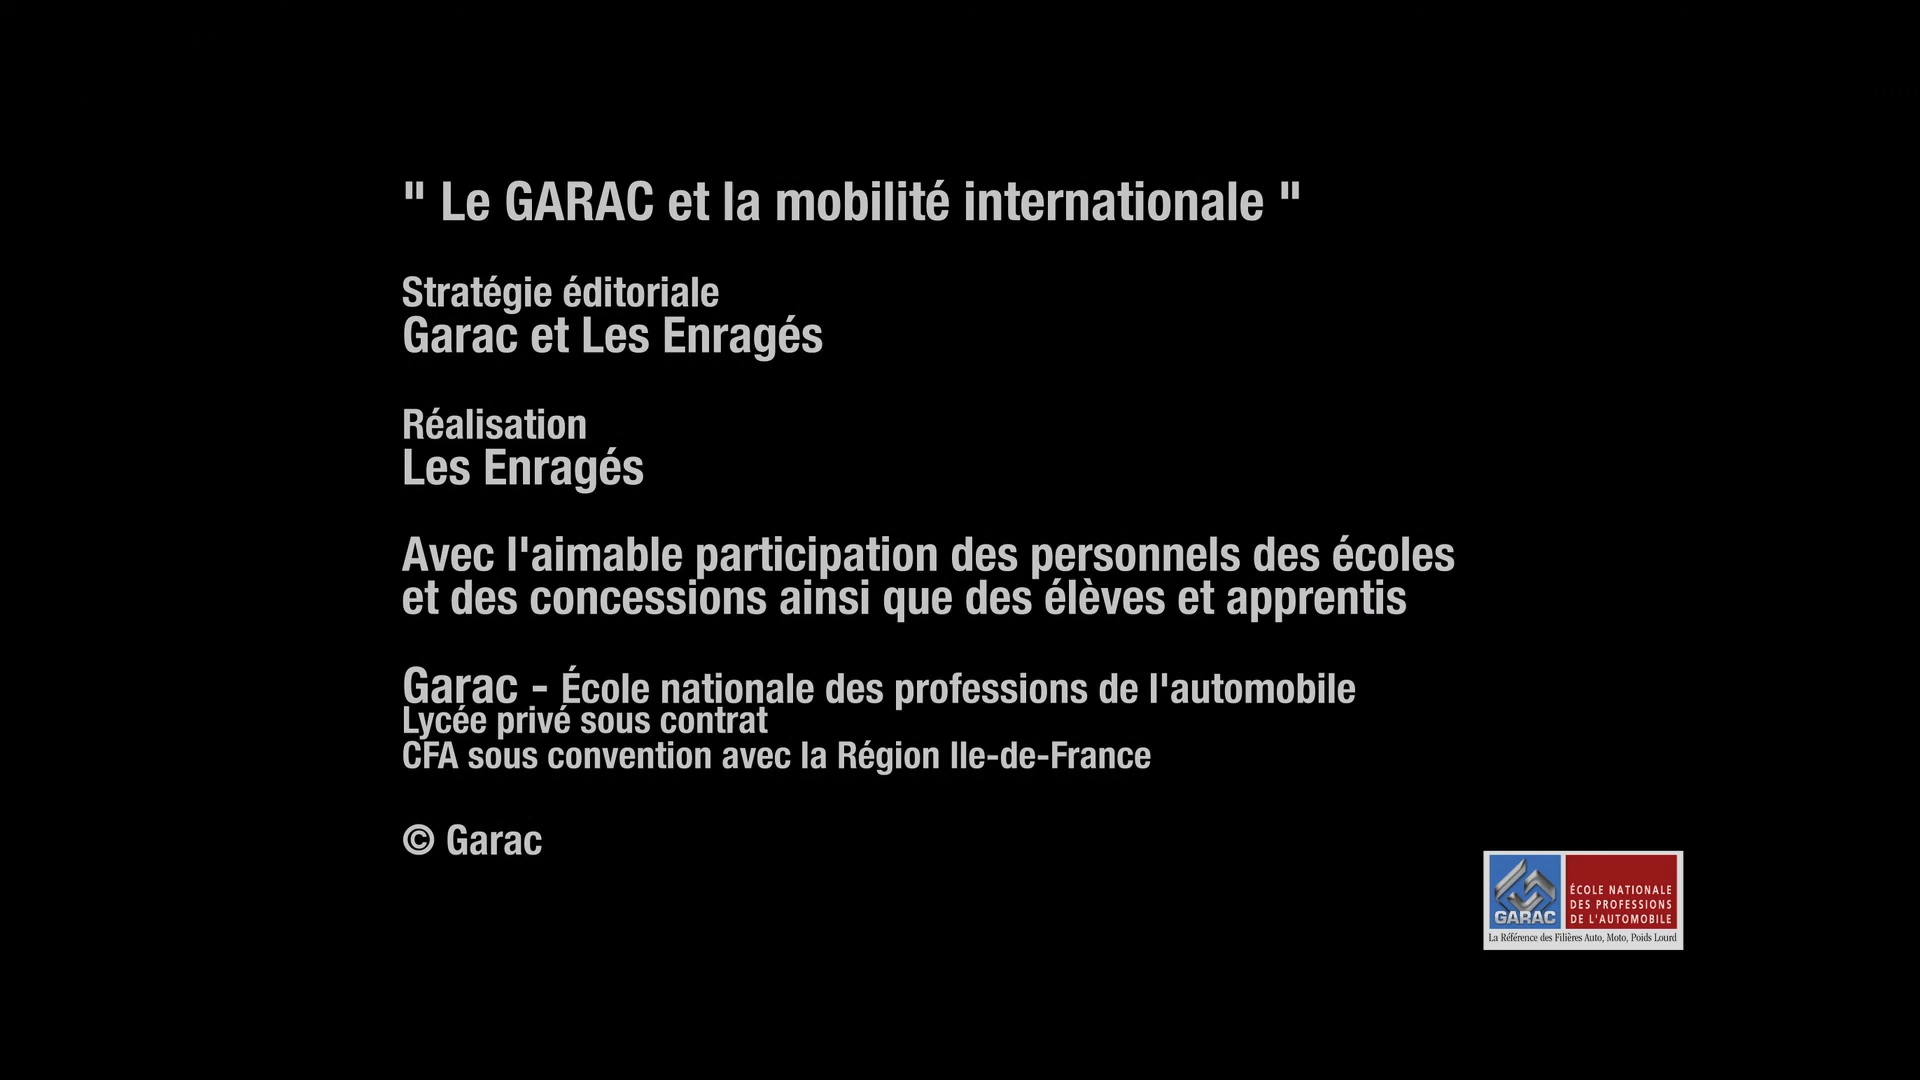 " Le GARAC et la mobilité internationale "
Stratégie éditoriale
Garac et Les Enragés
Réalisation
Les Enragés
Avec l'aimable participation des personnels des écoles
et des concessions ainsi que des élèves et apprentis
Garac - École nationale des professions de l'automobile
Lycée privé sous contrat
CFA sous convention avec la Région Ile-de-France
© Garac
GARAC
ÉCOLE NATIONALE
DES PROFESSIONS
DE L'AUTOMOBILE
La Référence des Filières Auto, Moto, Poids Lourd